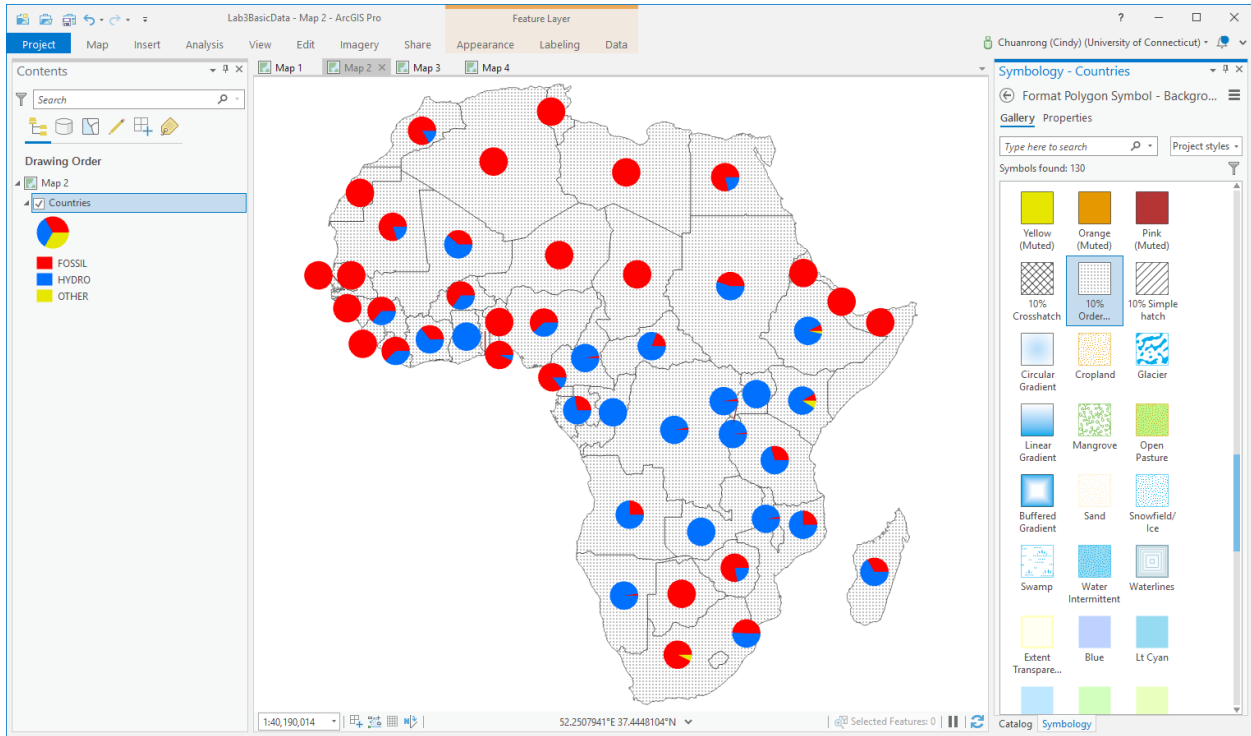 Lab3BasicData - Map 2 - ArcGIS Pro
Feature Layer
?
Project Map Insert Analysis View Edit Imagery Share Appearance Labeling Data
Chuanrong (Cindy) (University of Connecticut)
Contents
Search
Drawing Order
Map 2
Countries
FOSSIL
HYDRO
OTHER
Map 1 Map 2 Map 3 Map 4
1:40,190,014
52.2507941°E 37.4448104°N
Selected Features: 0
Symbology - Countries
Format Polygon Symbol - Backgro...
Gallery Properties
Type here to search
Project styles
Symbols found: 130
Yellow (Muted)
Orange (Muted)
Pink (Muted)
10% Crosshatch
10% Order...
10% Simple hatch
Circular Gradient
Cropland
Glacier
Linear Gradient
Mangrove
Open Pasture
Buffered Gradient
Sand
Snowfield/ Ice
Swamp
Water Intermittent
Waterlines
Extent Transpare...
Blue
Lt Cyan
Catalog Symbology